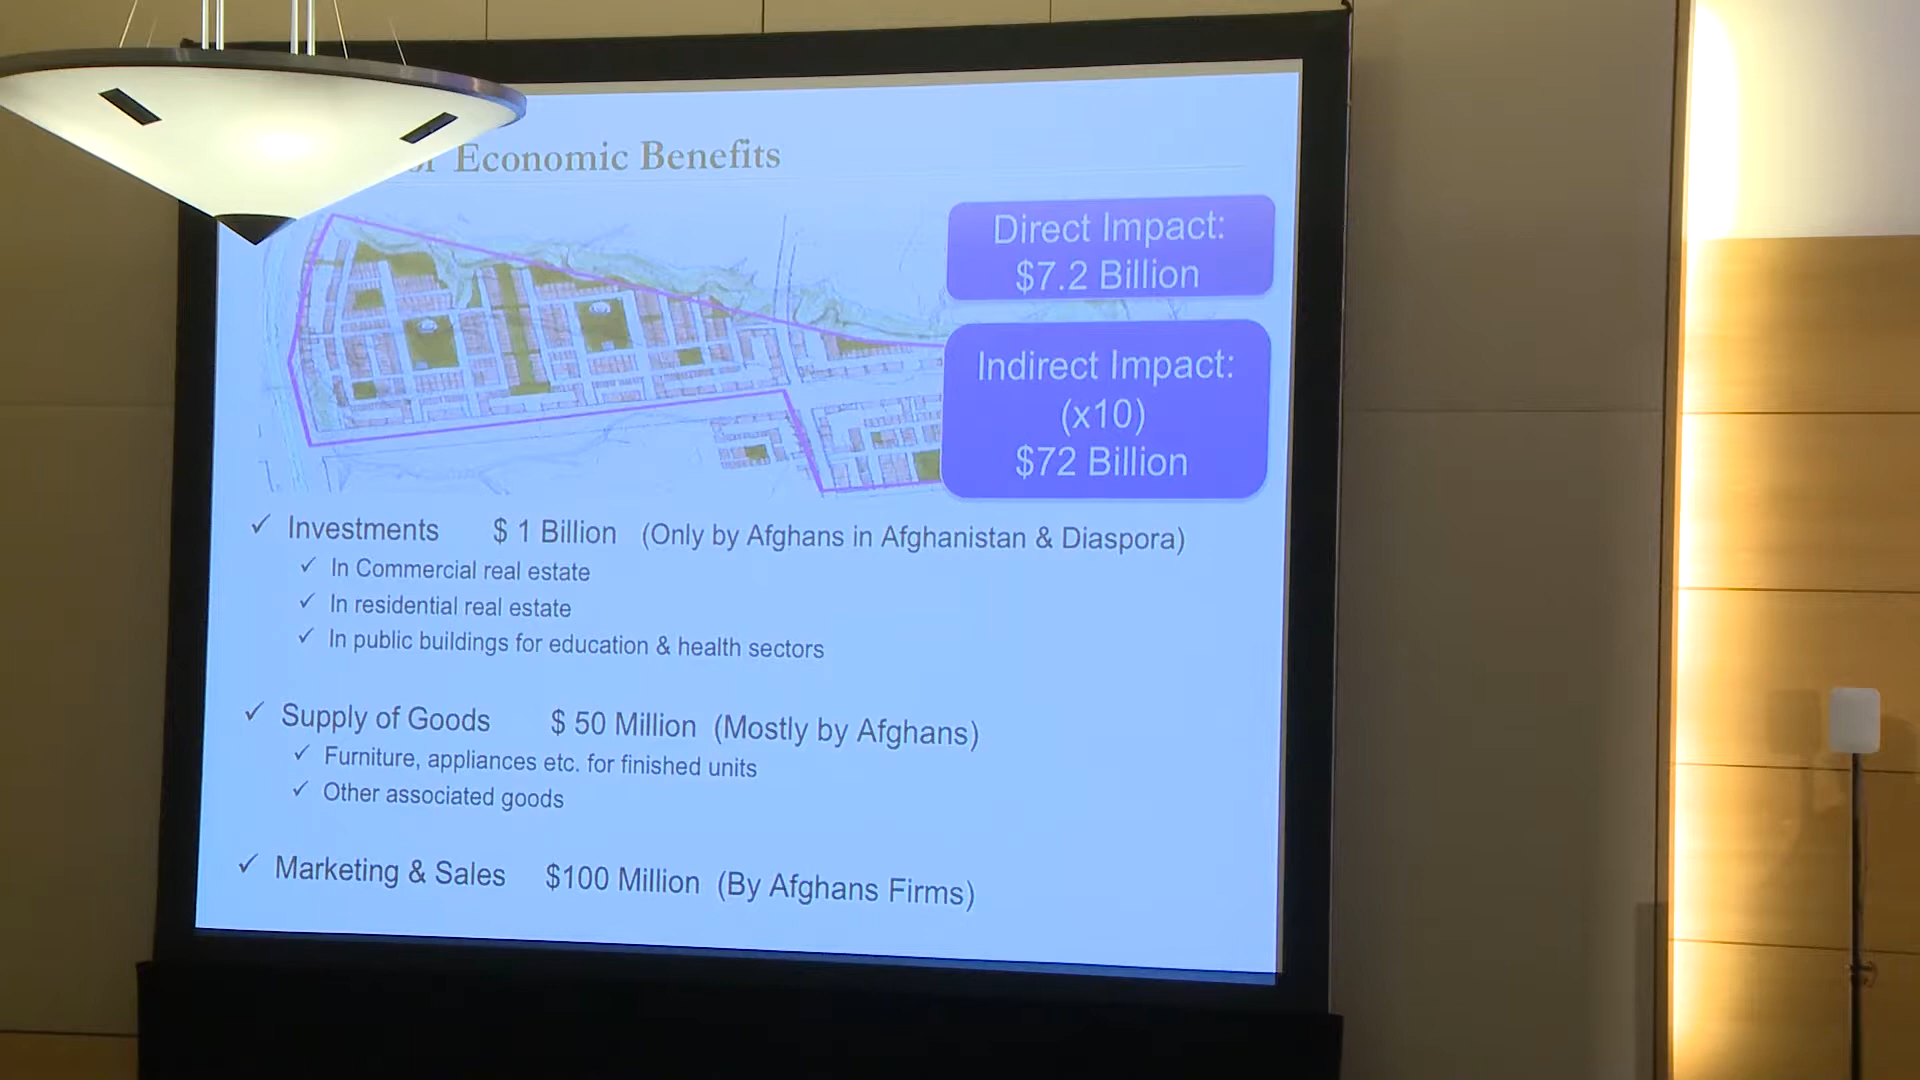 Economic Benefits
Direct Impact:
$7.2 Billion
Indirect Impact:
(x10)
$72 Billion
✓ Investments $ 1 Billion (Only by Afghans in Afghanistan & Diaspora)
✓ In Commercial real estate
✓ In residential real estate
✓ In public buildings for education & health sectors
✓ Supply of Goods $ 50 Million (Mostly by Afghans)
✓ Furniture, appliances etc. for finished units
✓ Other associated goods
✓ Marketing & Sales $100 Million (By Afghans Firms)